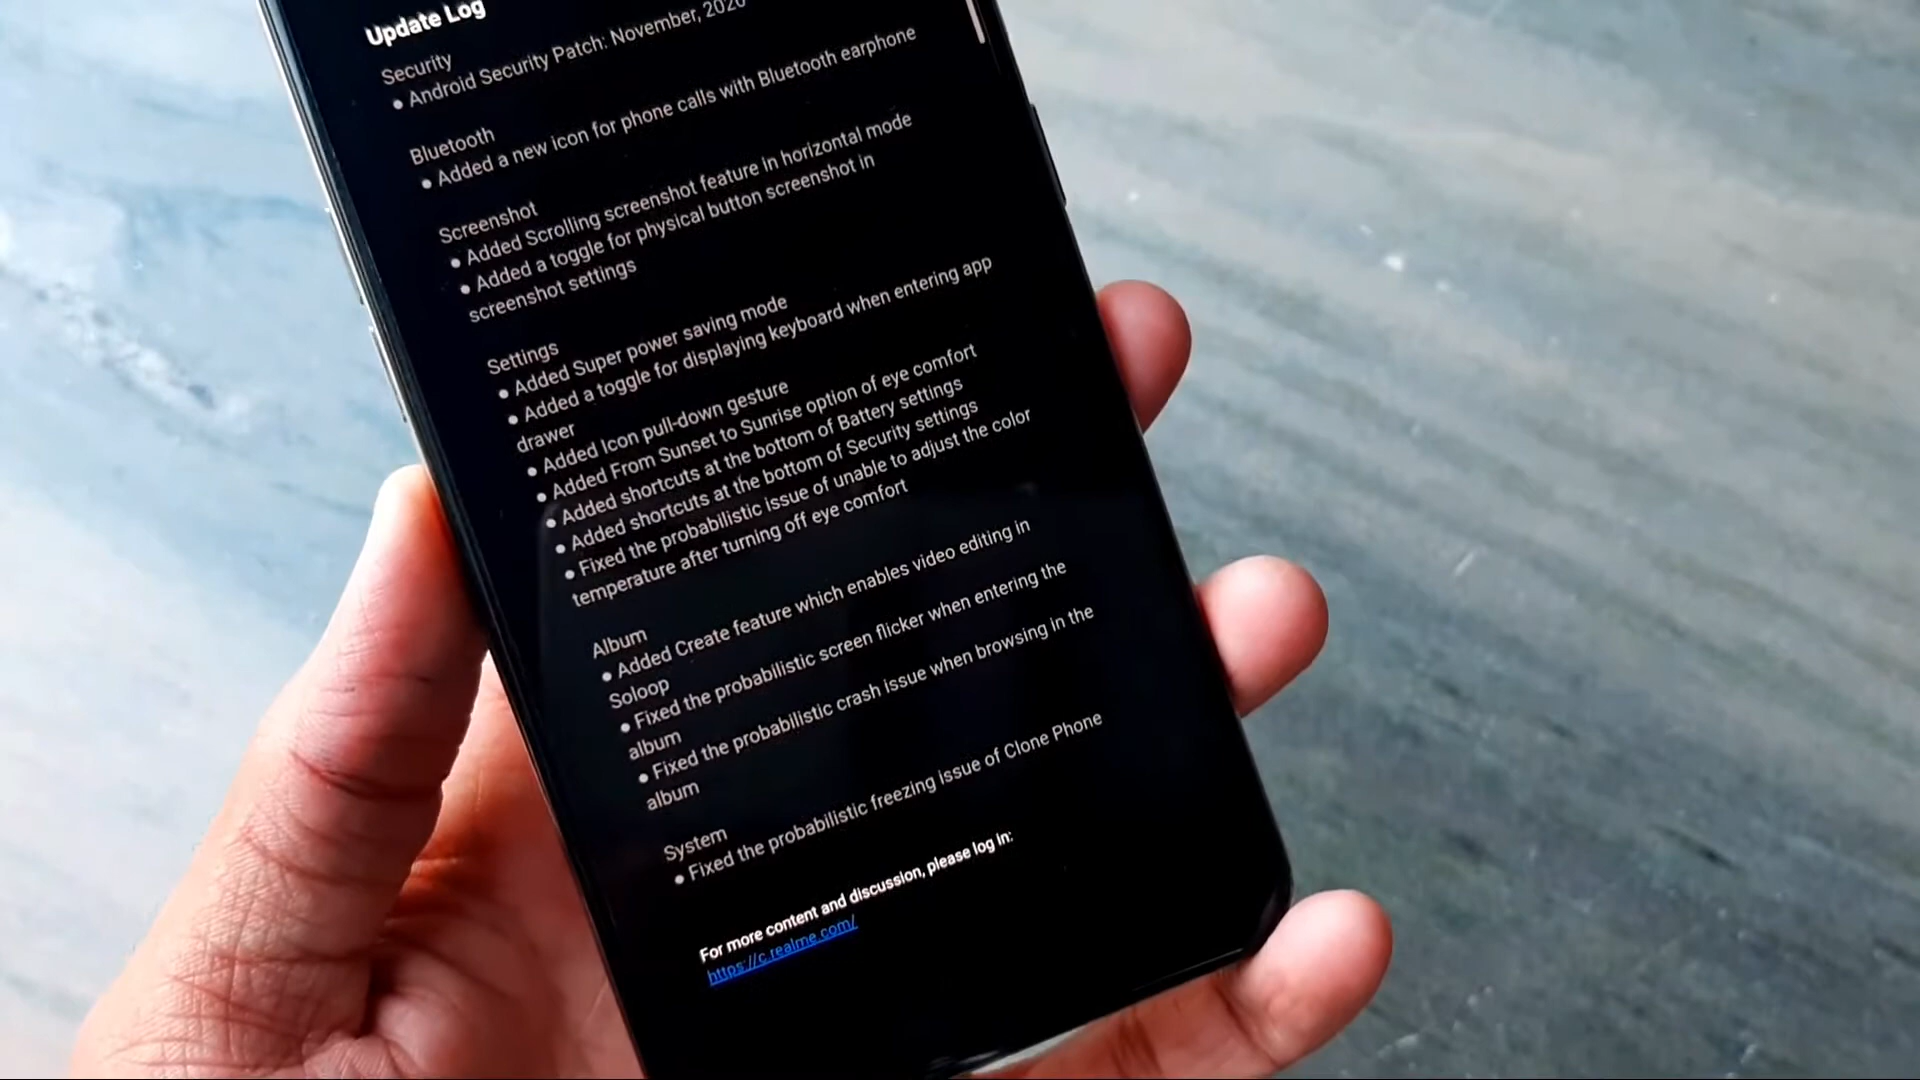 Update Log
Security
• Android Security Patch: November, 2020
Bluetooth
• Added a new icon for phone calls with Bluetooth earphone
Screenshot
• Added Scrolling screenshot feature in horizontal mode
• Added a toggle for physical button screenshot in
screenshot settings
Settings
• Added Super power saving mode
• Added a toggle for displaying keyboard when entering app
drawer
• Added Icon pull-down gesture
• Added From Sunset to Sunrise option of eye comfort
• Added shortcuts at the bottom of Battery settings
• Added shortcuts at the bottom of Security settings
• Fixed the probabilistic issue of unable to adjust the color
temperature after turning off eye comfort
Album
• Added Create feature which enables video editing in
Soloop
• Fixed the probabilistic screen flicker when entering the
album
• Fixed the probabilistic crash issue when browsing in the
album
System
• Fixed the probabilistic freezing issue of Clone Phone
For more content and discussion, please log in:
https://c.realme.com/